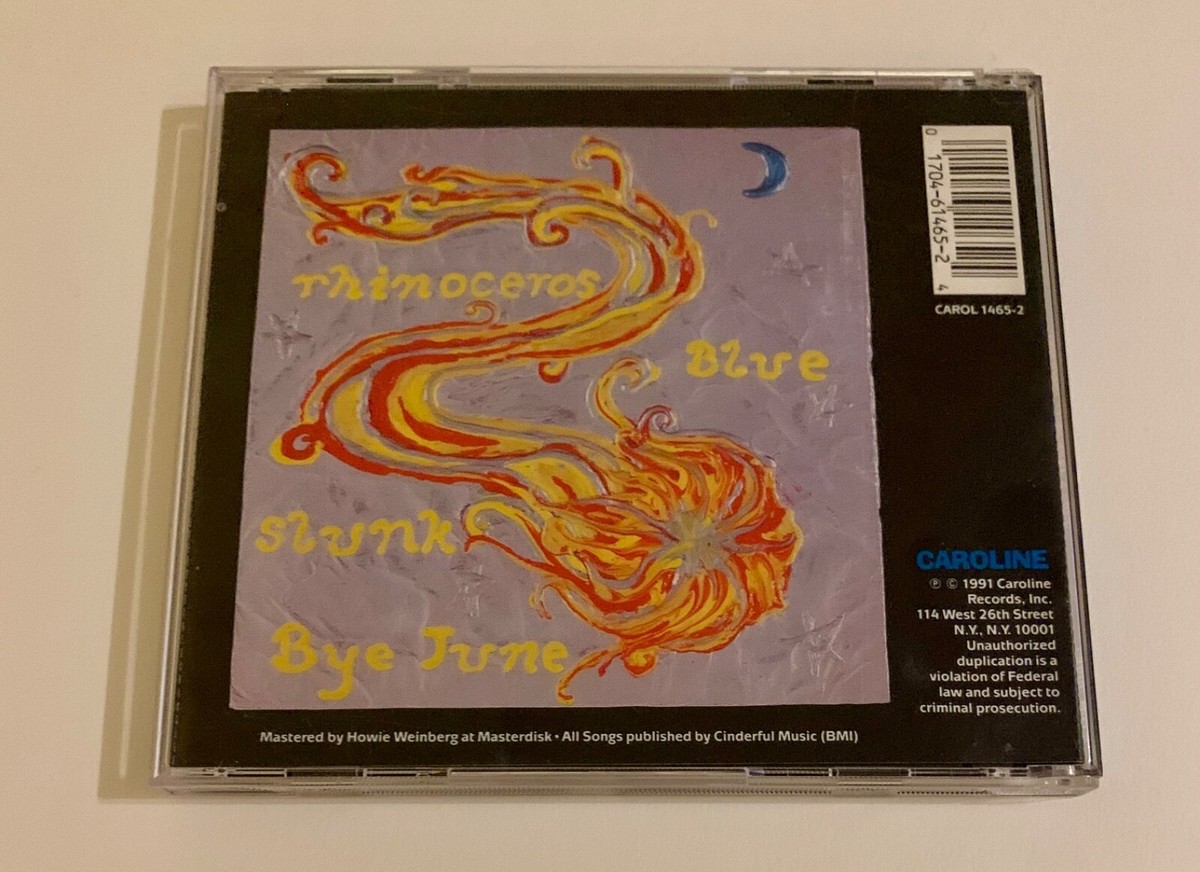 rhinoceros
Blue
slunk
Bye June
Mastered by Howie Weinberg at Masterdisk • All Songs published by Cinderful Music (BMI)
0 1704-61465-2 4
CAROL 1465-2
CAROLINE
℗ © 1991 Caroline
Records, Inc.
114 West 26th Street
N.Y., N.Y. 10001
Unauthorized
duplication is a
violation of Federal
law and subject to
criminal prosecution.